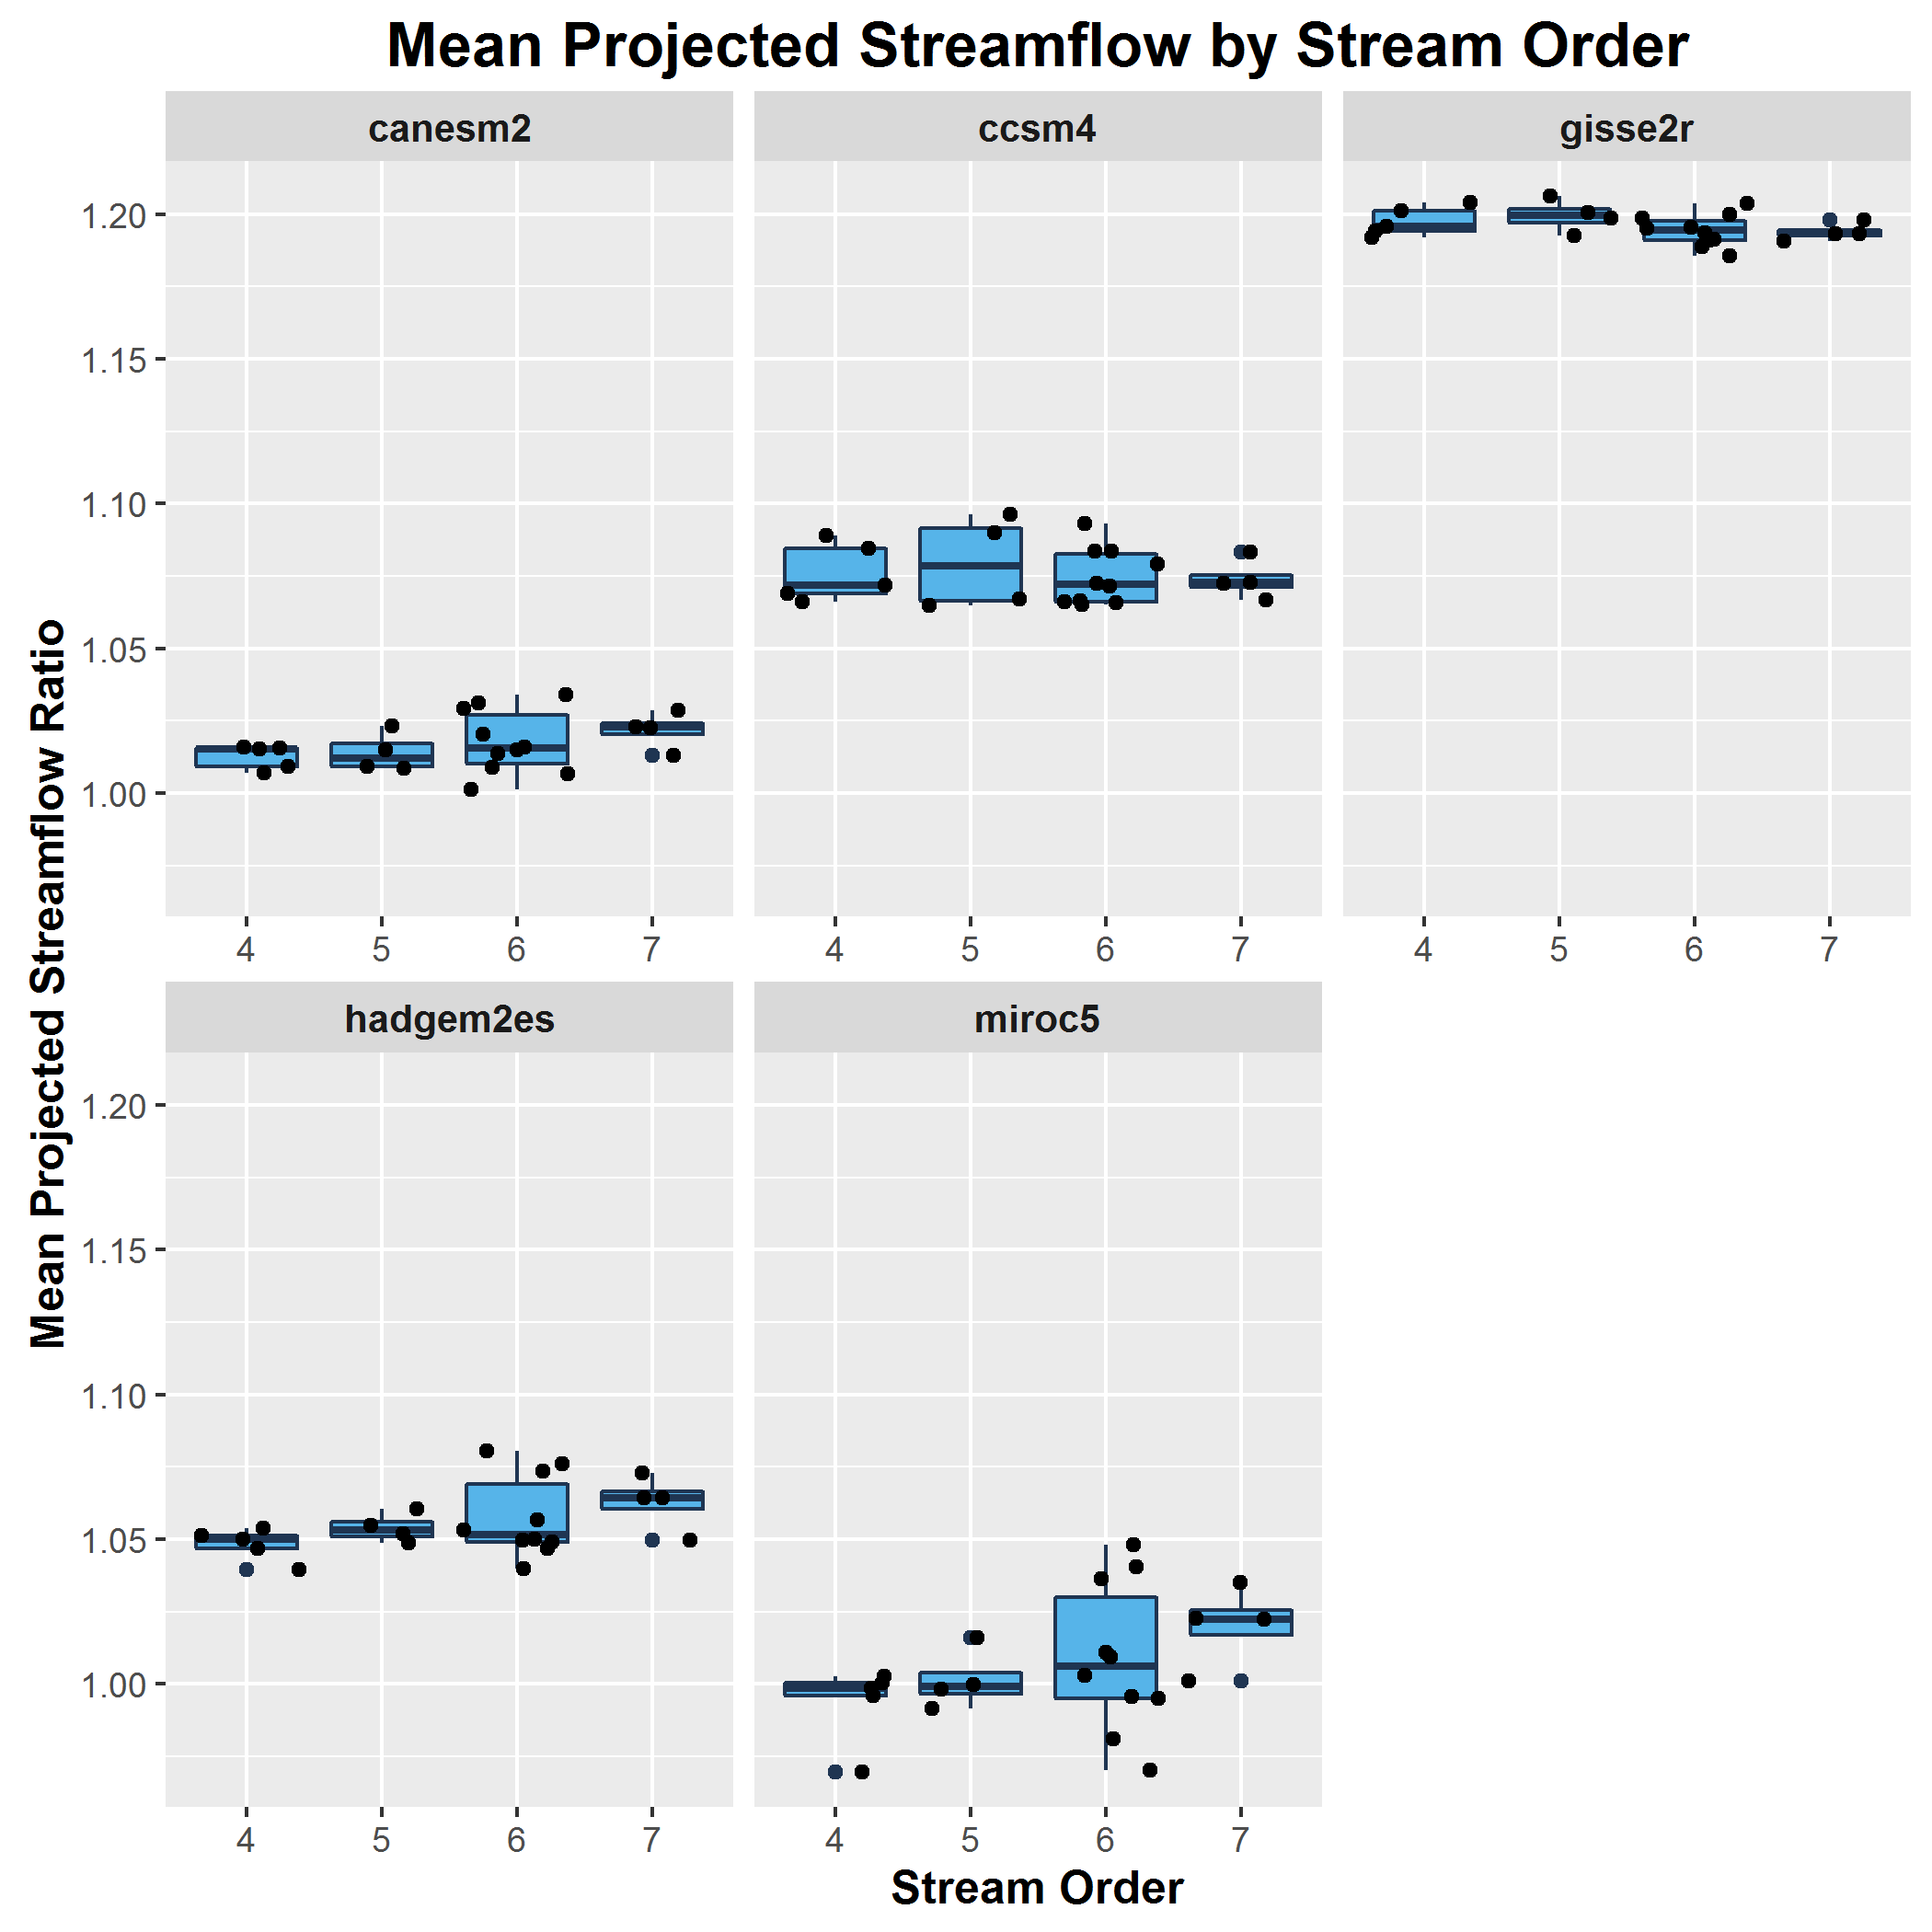 Mean Projected Streamflow by Stream Order
canesm2
ccsm4
gisse2r
1.20
1.15
1.10
1.05
1.00
4 5 6 7
4 5 6 7
4 5 6 7
Mean Projected Streamflow Ratio
hadgem2es
miroc5
1.20
1.15
1.10
1.05
1.00
4 5 6 7
4 5 6 7
Stream Order